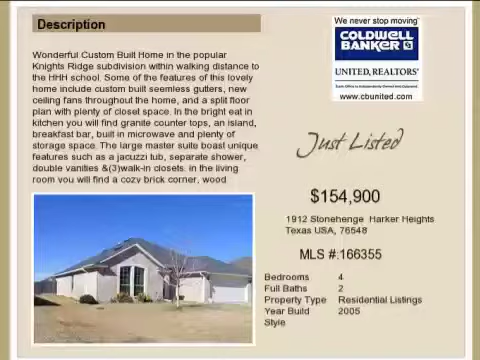 Description
Wonderful Custom Built Home in the popular
Knights Ridge subdivision within walking distance to
the HHH school. Some of the features of this lovely
home include custom built seemless gutters, new
ceiling fans throughout the home, and a split floor
plan with plenty of closet space. In the bright eat in
kitchen you will find granite counter tops, an island,
breakfast bar, built in microwave and plenty of
storage space. The large master suite boast unique
features such as a jacuzzi tub, separate shower,
double vanities &(3)walk-in closets. in the living
room you will find a cozy brick corner, wood
We never stop moving
COLDWELL
BANKER
UNITED, REALTORS
Each Office is Independently Owned and Operated
www.cbunited.com
Just Listed
$154,900
1912 Stonehenge Harker Heights
Texas USA, 76548
MLS #:166355
Bedrooms 4
Full Baths 2
Property Type Residential Listings
Year Build 2005
Style